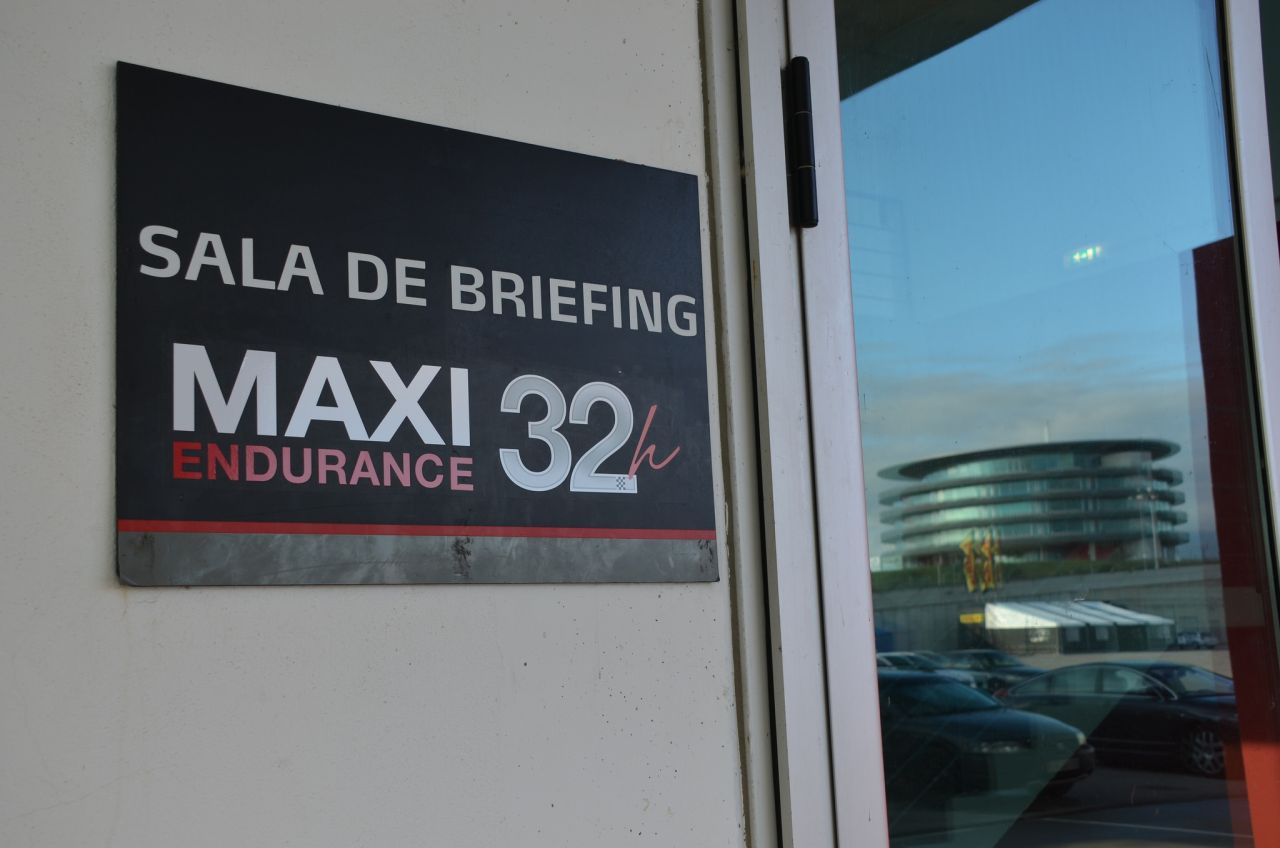 SALA DE BRIEFING
MAXI
ENDURANCE
32h